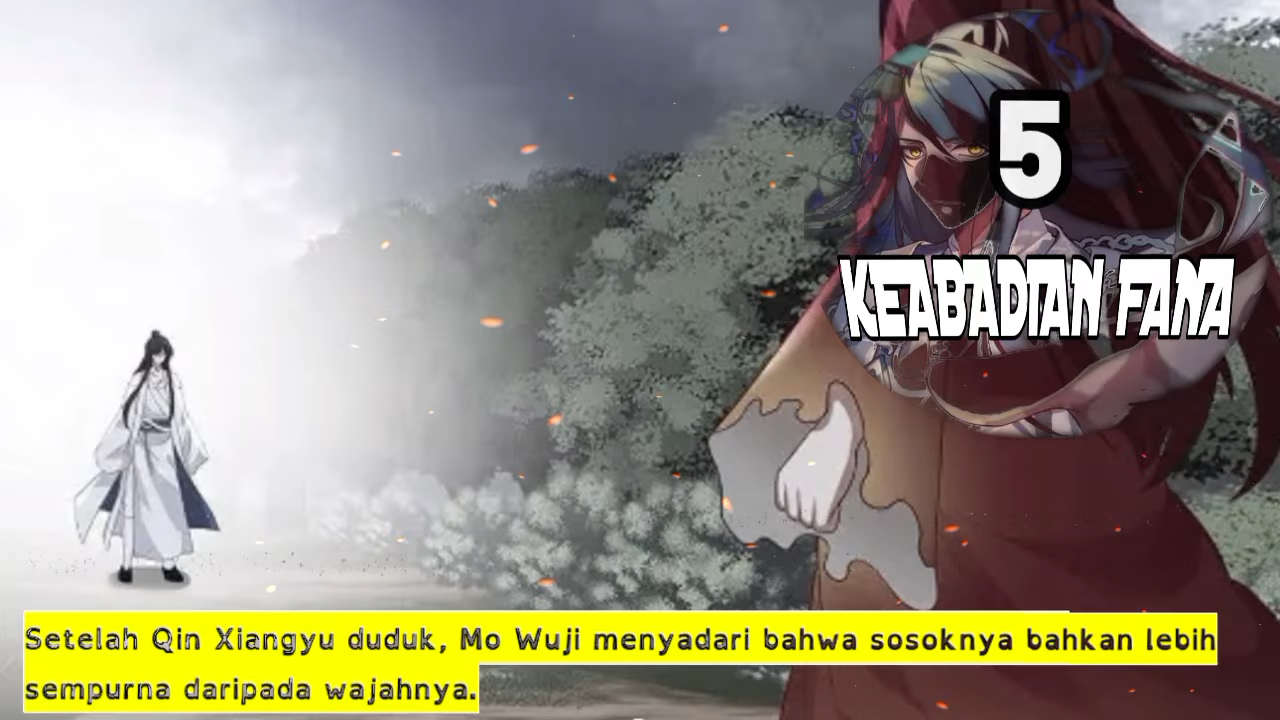 5
KEABADIAN FANA
Setelah Qin Xiangyu duduk, Mo Wuji menyadari bahwa sosoknya bahkan lebih
sempurna daripada wajahnya.